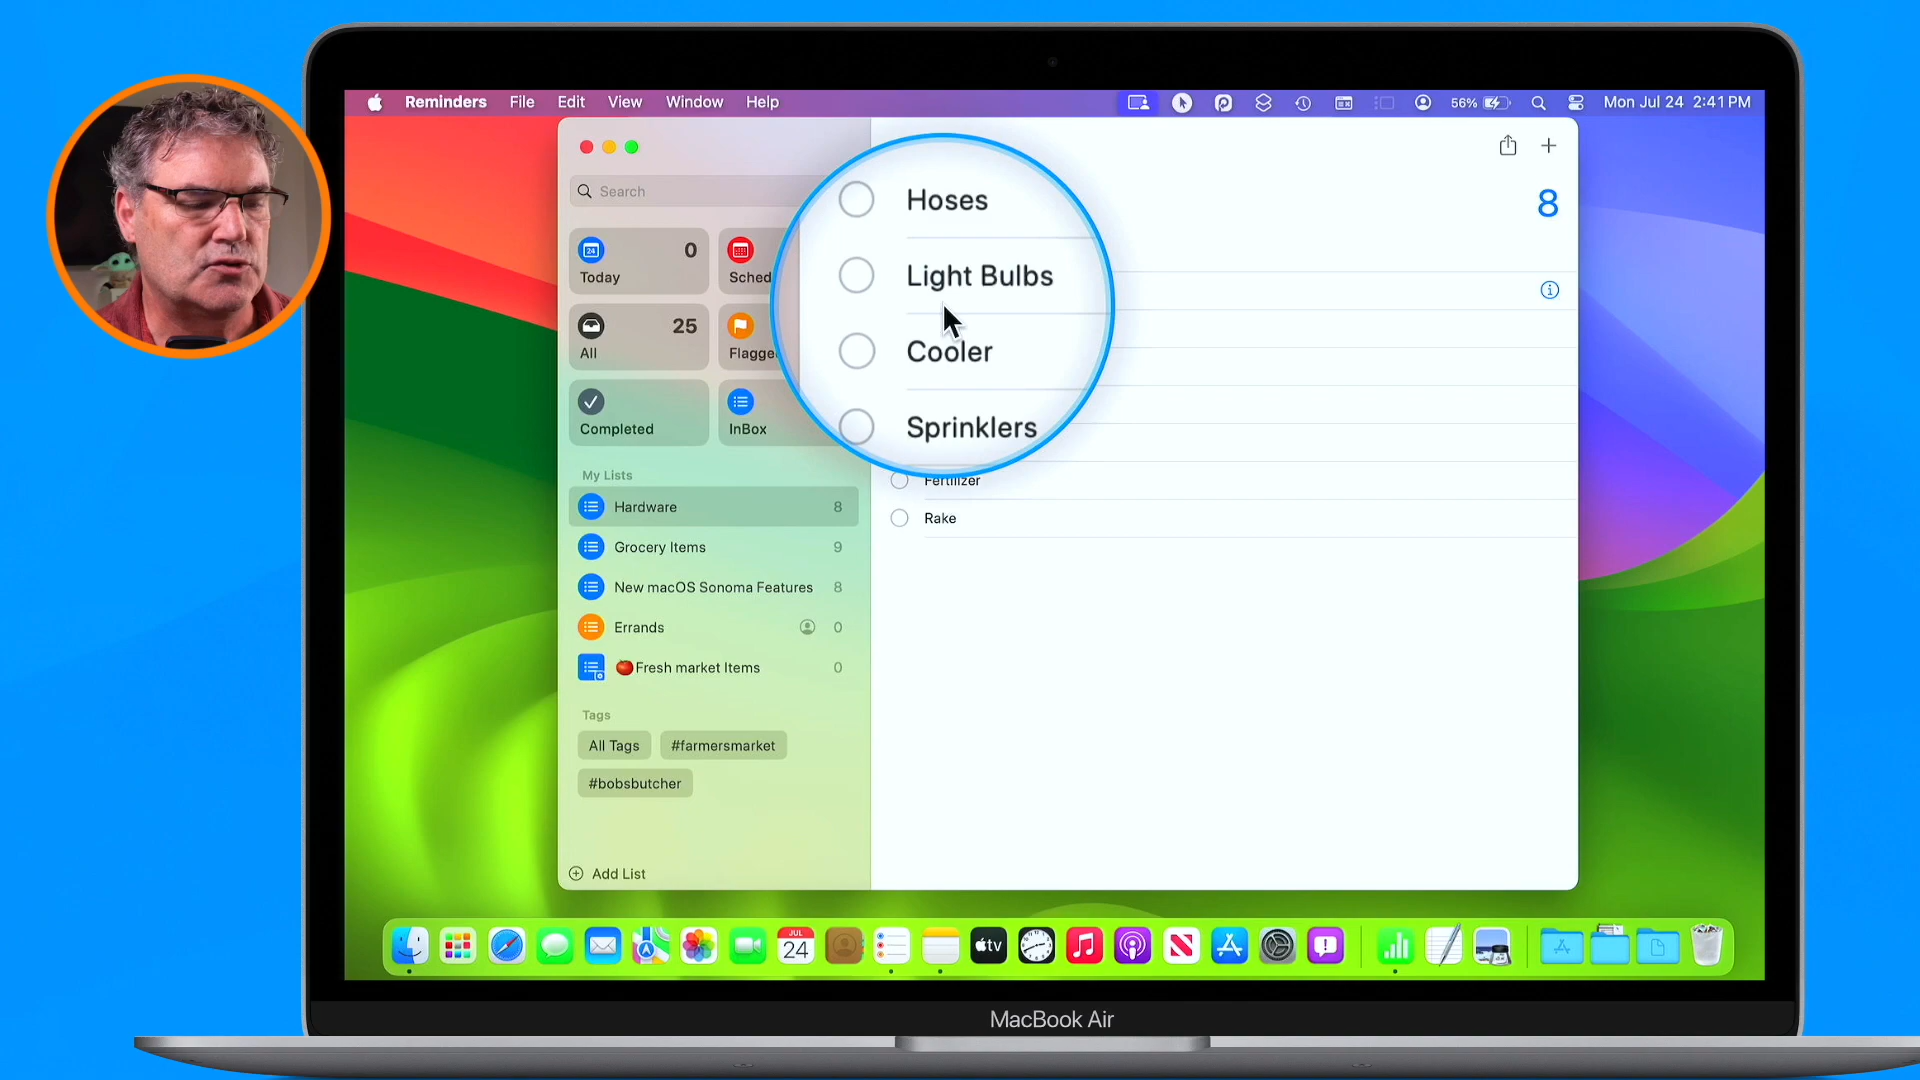 Reminders File Edit View Window Help 56% Mon Jul 24 2:41 PM
Search
8
24 0
Today
Sched
25
All
Flagge
Completed
InBox
Hoses
Light Bulbs
Cooler
Sprinklers
Fertilizer
Rake
My Lists
Hardware 8
Grocery Items 9
New macOS Sonoma Features 8
Errands 0
Fresh market Items 0
Tags
All Tags #farmersmarket
#bobsbutcher
Add List
JUL
24
tv
MacBook Air